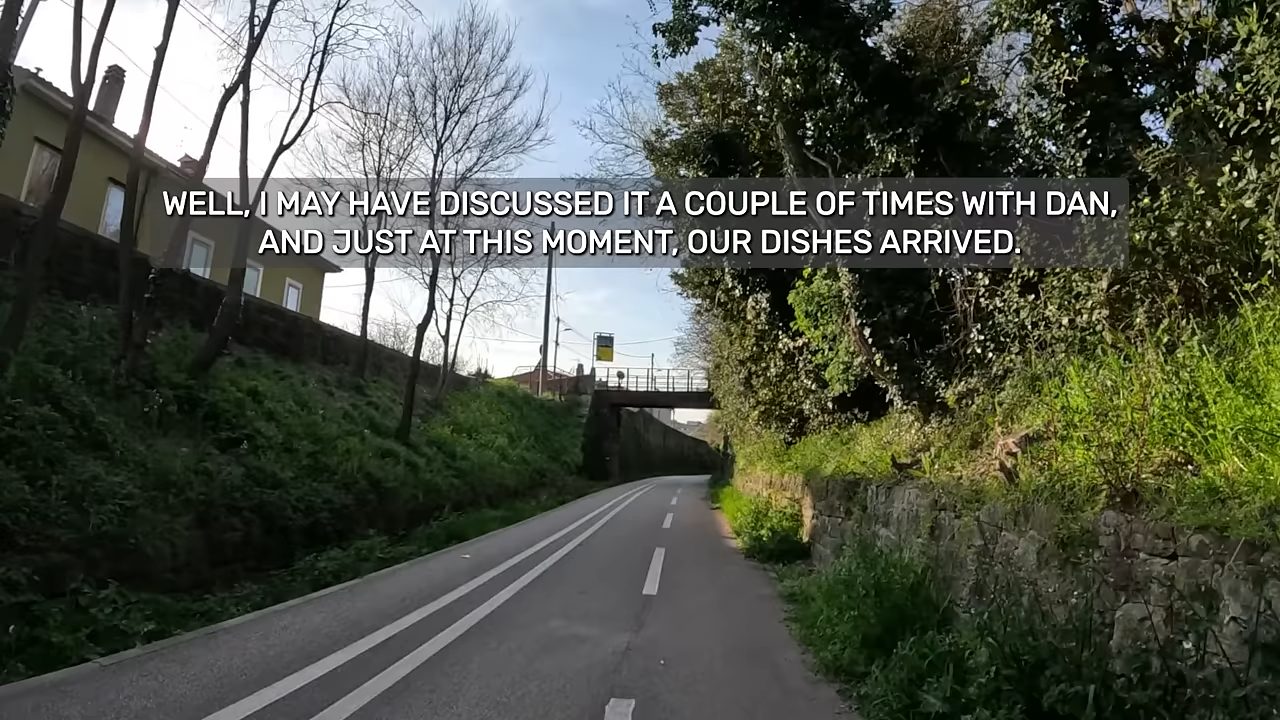 WELL, I MAY HAVE DISCUSSED IT A COUPLE OF TIMES WITH DAN,
AND JUST AT THIS MOMENT, OUR DISHES ARRIVED.